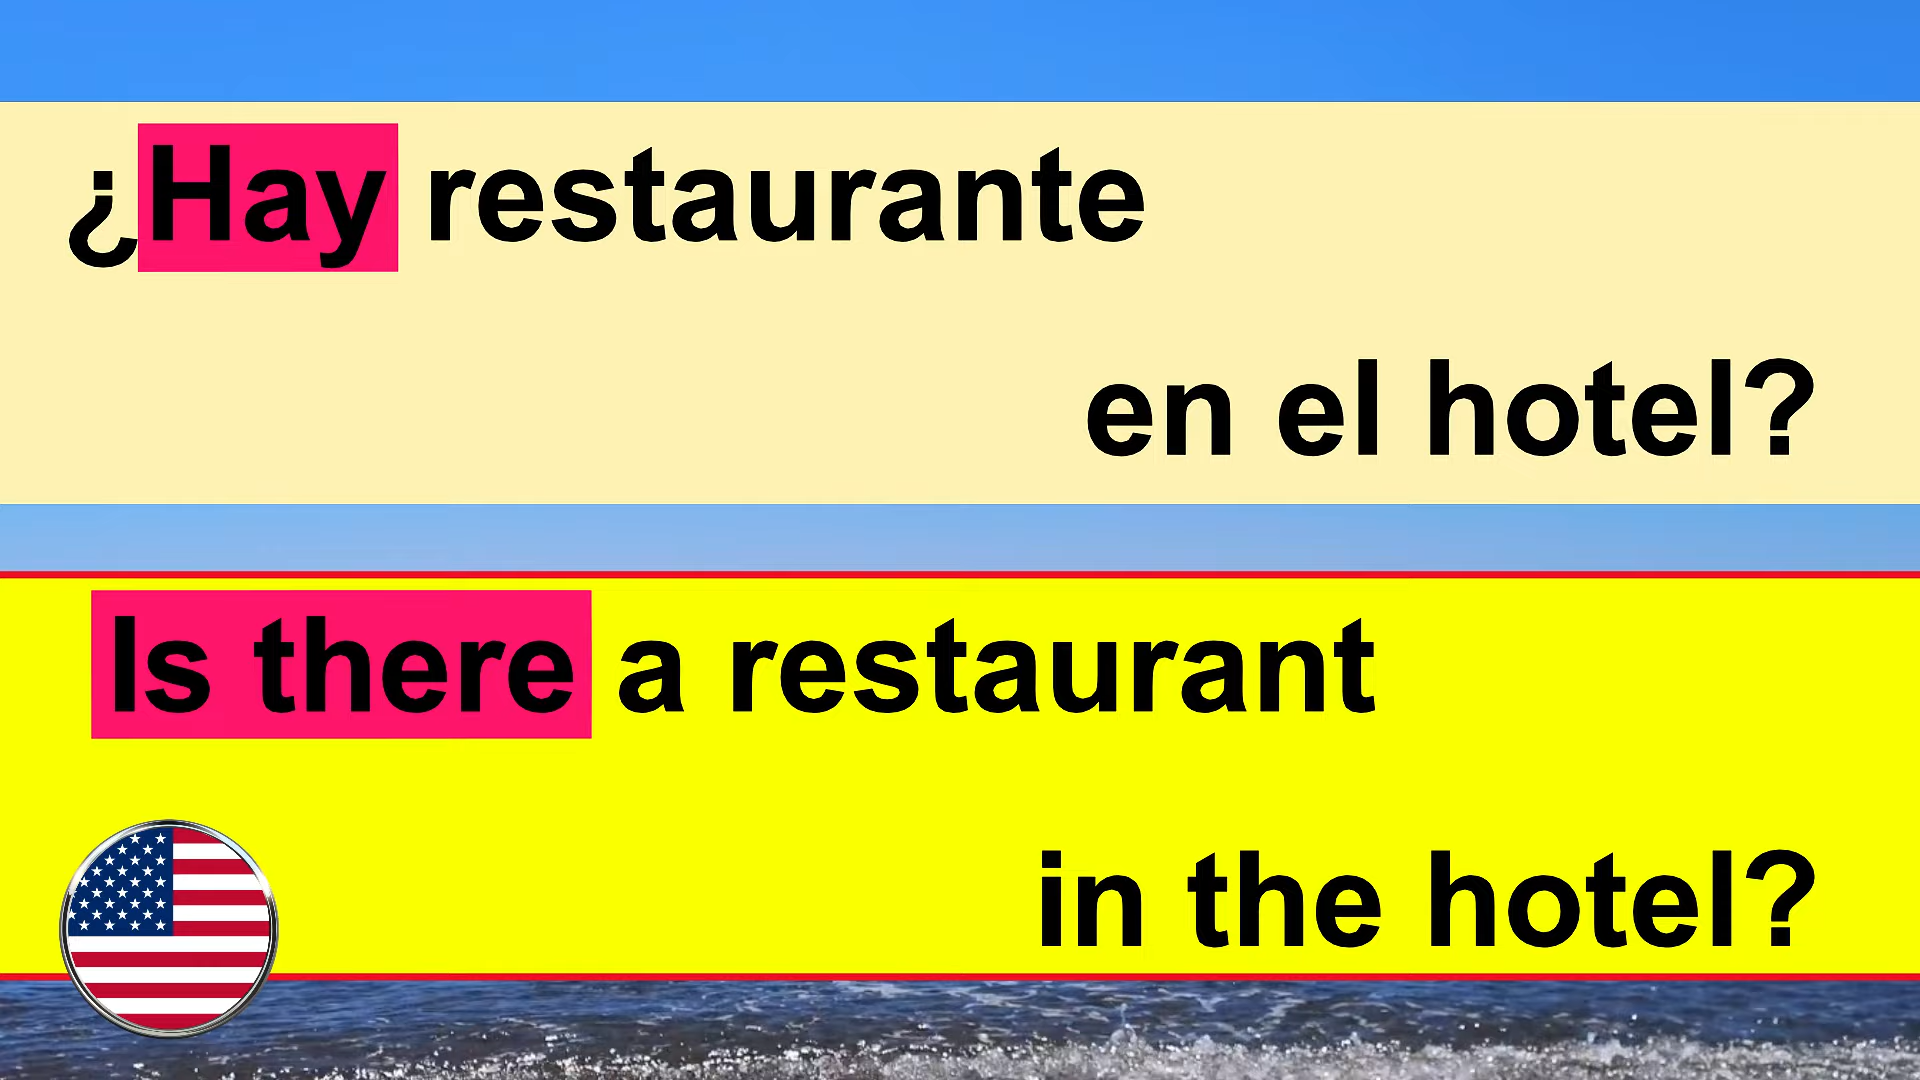 ¿Hay restaurante
en el hotel?
Is there a restaurant
in the hotel?